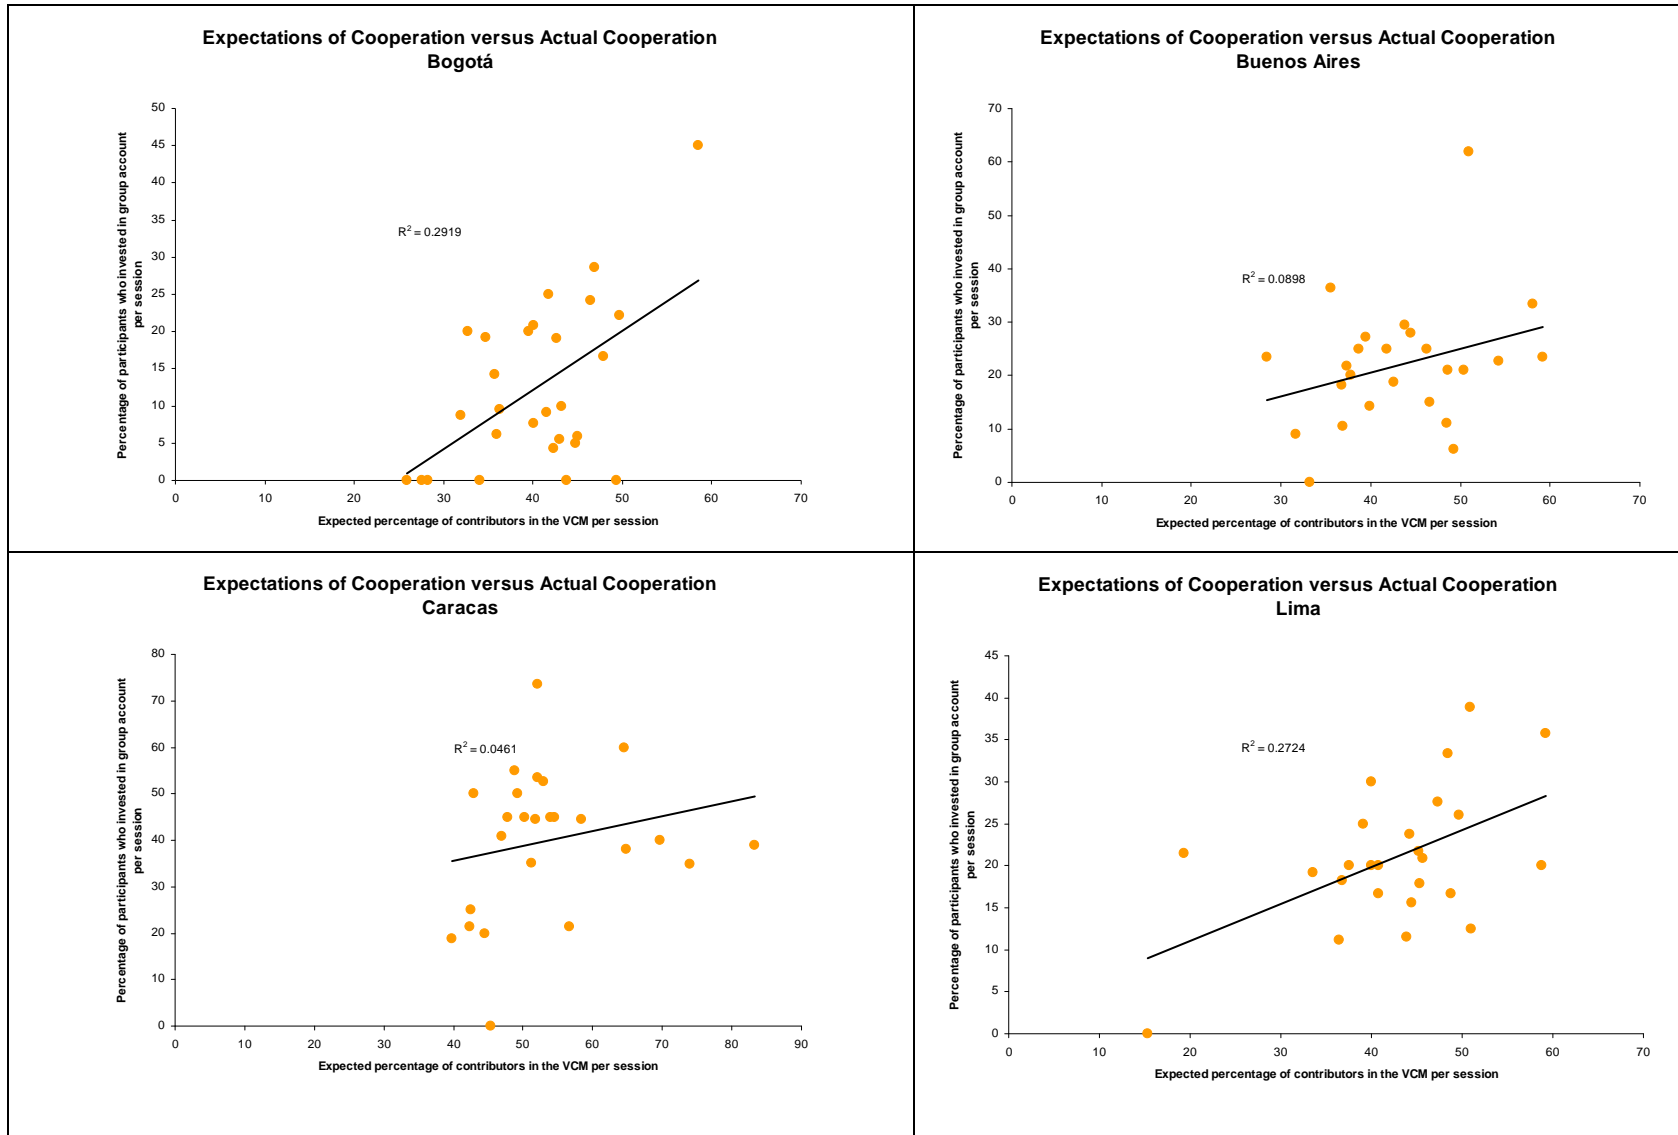 Expectations of Cooperation versus Actual Cooperation
Bogotá
Percentage of participants who invested in group account
per session
50
45
40
35
30
25
20
15
10
5
0
R² = 0.2919
0 10 20 30 40 50 60 70
Expected percentage of contributors in the VCM per session
Expectations of Cooperation versus Actual Cooperation
Buenos Aires
Percentage of participants who invested in group account
per session
70
60
50
40
30
20
10
0
R² = 0.0898
0 10 20 30 40 50 60 70
Expected percentage of contributors in the VCM per session
Expectations of Cooperation versus Actual Cooperation
Caracas
Percentage of participants who invested in group account
per session
80
70
60
50
40
30
20
10
0
R² = 0.0461
0 10 20 30 40 50 60 70 80 90
Expected percentage of contributors in the VCM per session
Expectations of Cooperation versus Actual Cooperation
Lima
Percentage of participants who invested in group account
per session
45
40
35
30
25
20
15
10
5
0
R² = 0.2724
0 10 20 30 40 50 60 70
Expected percentage of contributors in the VCM per session